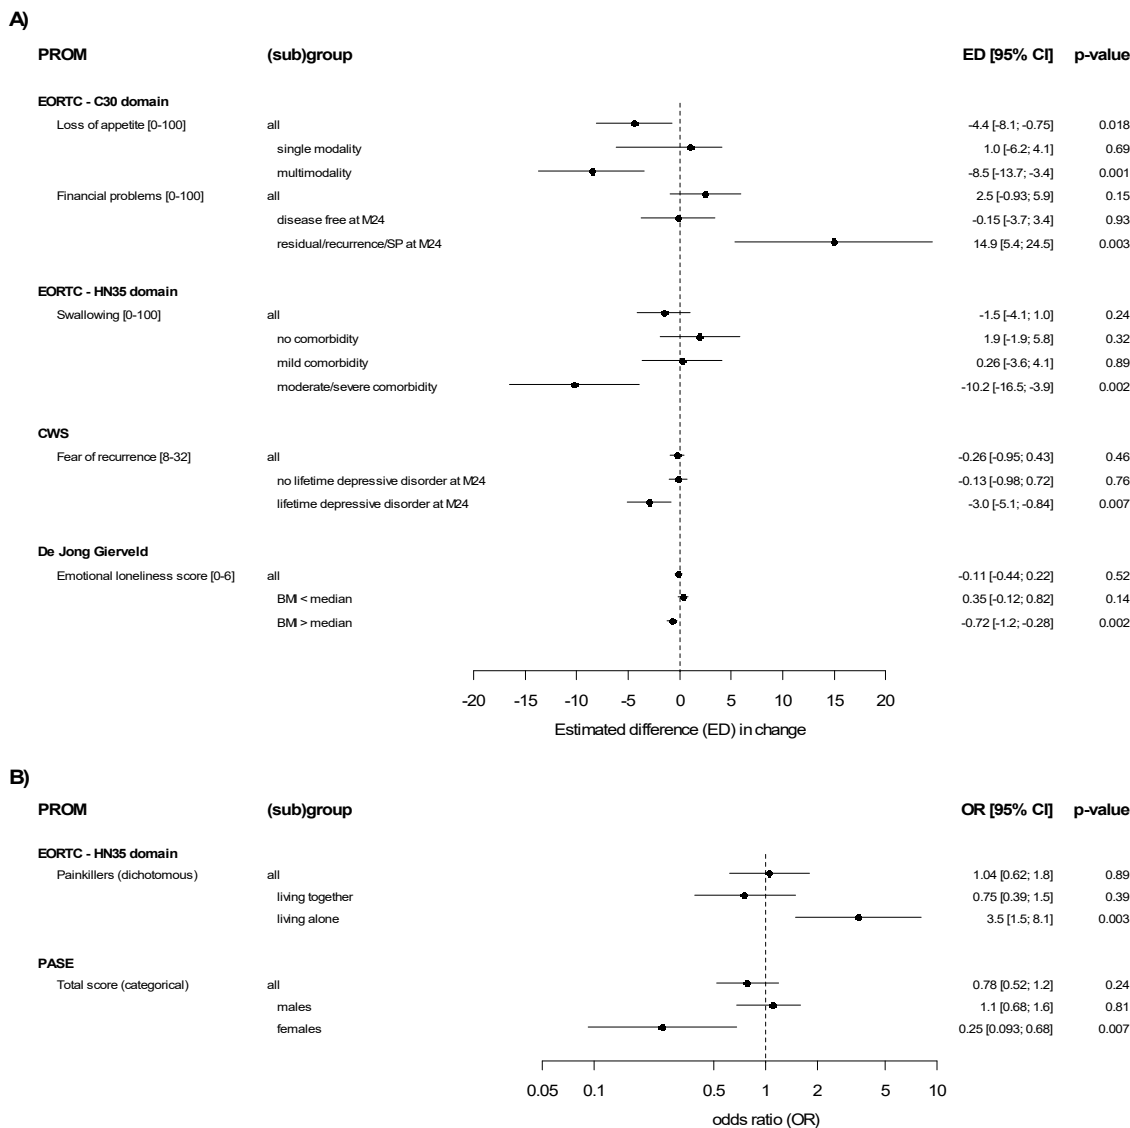 A)
PROM (sub)group ED [95% CI] p-value
EORTC - C30 domain
Loss of appetite [0-100] all -4.4 [-8.1; -0.75] 0.018
single modality 1.0 [-6.2; 4.1] 0.69
multimodality -8.5 [-13.7; -3.4] 0.001
Financial problems [0-100] all 2.5 [-0.93; 5.9] 0.15
disease free at M24 -0.15 [-3.7; 3.4] 0.93
residual/recurrence/SP at M24 14.9 [5.4; 24.5] 0.003
EORTC - HN35 domain
Swallowing [0-100] all -1.5 [-4.1; 1.0] 0.24
no comorbidity 1.9 [-1.9; 5.8] 0.32
mild comorbidity 0.26 [-3.6; 4.1] 0.89
moderate/severe comorbidity -10.2 [-16.5; -3.9] 0.002
CWS
Fear of recurrence [8-32] all -0.26 [-0.95; 0.43] 0.46
no lifetime depressive disorder at M24 -0.13 [-0.98; 0.72] 0.76
lifetime depressive disorder at M24 -3.0 [-5.1; -0.84] 0.007
De Jong Gierveld
Emotional loneliness score [0-6] all -0.11 [-0.44; 0.22] 0.52
BMI < median 0.35 [-0.12; 0.82] 0.14
BMI > median -0.72 [-1.2; -0.28] 0.002
-20 -15 -10 -5 0 5 10 15 20
Estimated difference (ED) in change
B)
PROM (sub)group OR [95% CI] p-value
EORTC - HN35 domain
Painkillers (dichotomous) all 1.04 [0.62; 1.8] 0.89
living together 0.75 [0.39; 1.5] 0.39
living alone 3.5 [1.5; 8.1] 0.003
PASE
Total score (categorical) all 0.78 [0.52; 1.2] 0.24
males 1.1 [0.68; 1.6] 0.81
females 0.25 [0.093; 0.68] 0.007
0.05 0.1 0.5 1 2 5 10
odds ratio (OR)